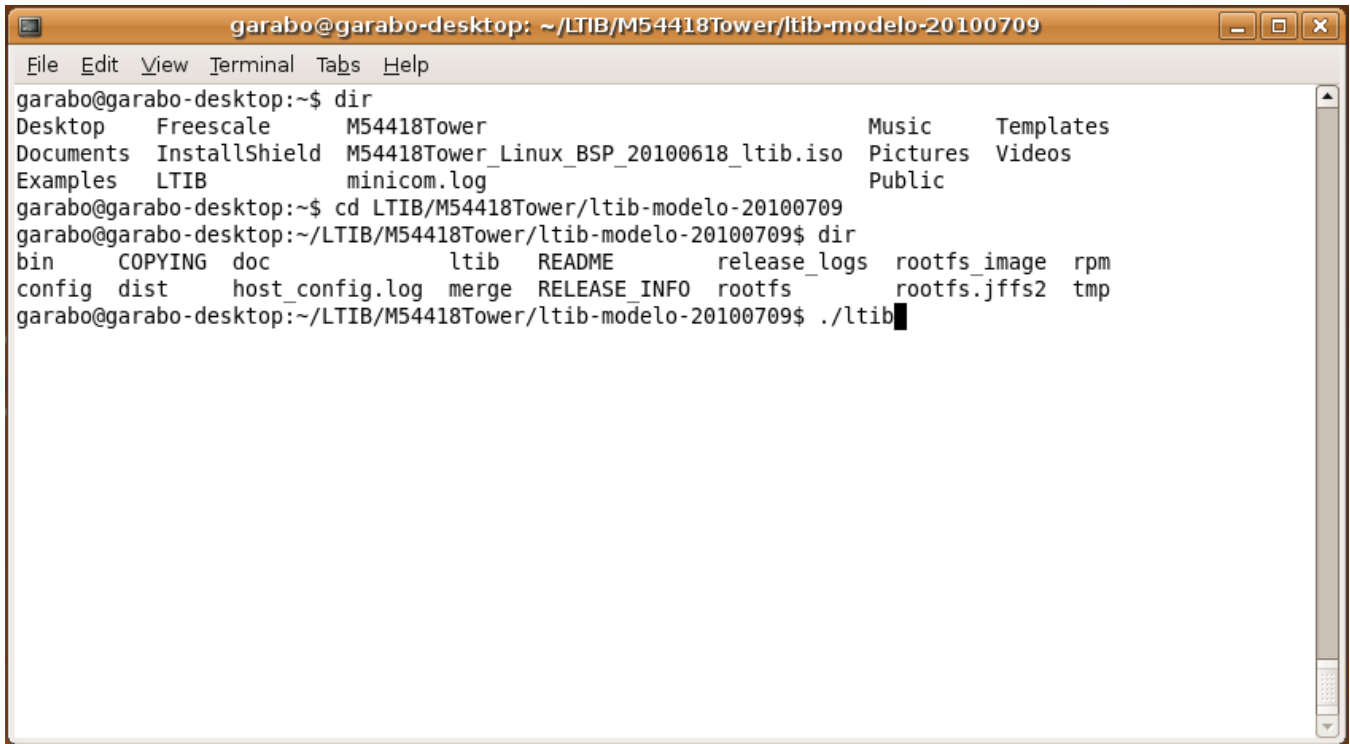 garabo@garabo-desktop: ~/LTIB/M54418Tower/ltib-modelo-20100709
File Edit View Terminal Tabs Help
garabo@garabo-desktop:~$ dir
Desktop    Freescale      M54418Tower                              Music     Templates
Documents  InstallShield  M54418Tower_Linux_BSP_20100618_ltib.iso  Pictures  Videos
Examples   LTIB           minicom.log                              Public
garabo@garabo-desktop:~$ cd LTIB/M54418Tower/ltib-modelo-20100709
garabo@garabo-desktop:~/LTIB/M54418Tower/ltib-modelo-20100709$ dir
bin     COPYING  doc              ltib   README        release_logs  rootfs_image  rpm
config  dist     host_config.log  merge  RELEASE_INFO  rootfs        rootfs.jffs2  tmp
garabo@garabo-desktop:~/LTIB/M54418Tower/ltib-modelo-20100709$ ./ltib